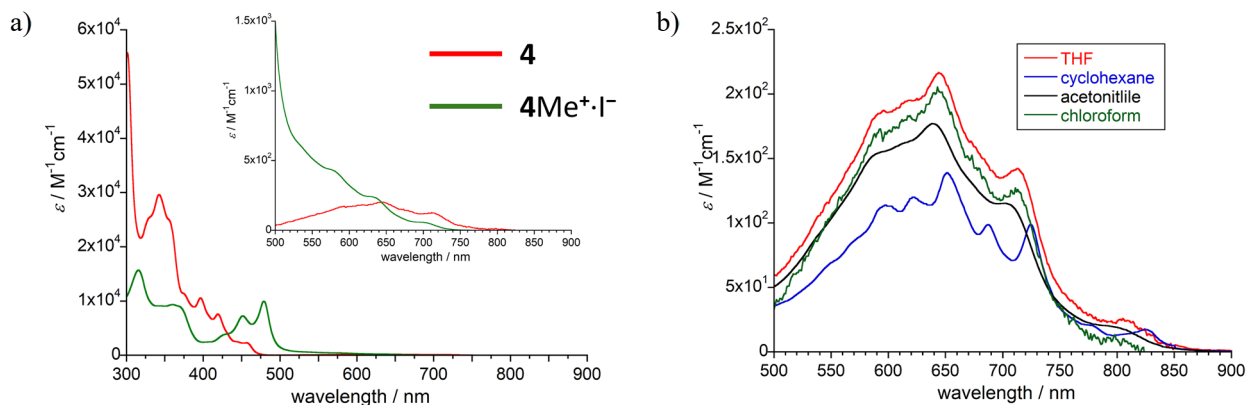 a)
6x10⁴
5x10⁴
4x10⁴
3x10⁴
2x10⁴
1x10⁴
0
ε / M⁻¹cm⁻¹
300 400 500 600 700 800 900
wavelength / nm
1.5x10³
1x10³
5x10²
0
ε / M⁻¹cm⁻¹
500 550 600 650 700 750 800 850 900
wavelength / nm
4
4Me⁺·I⁻
b)
2.5x10²
2x10²
1.5x10²
1x10²
5x10¹
0
ε / M⁻¹cm⁻¹
500 550 600 650 700 750 800 850 900
wavelength / nm
THF
cyclohexane
acetonitlile
chloroform